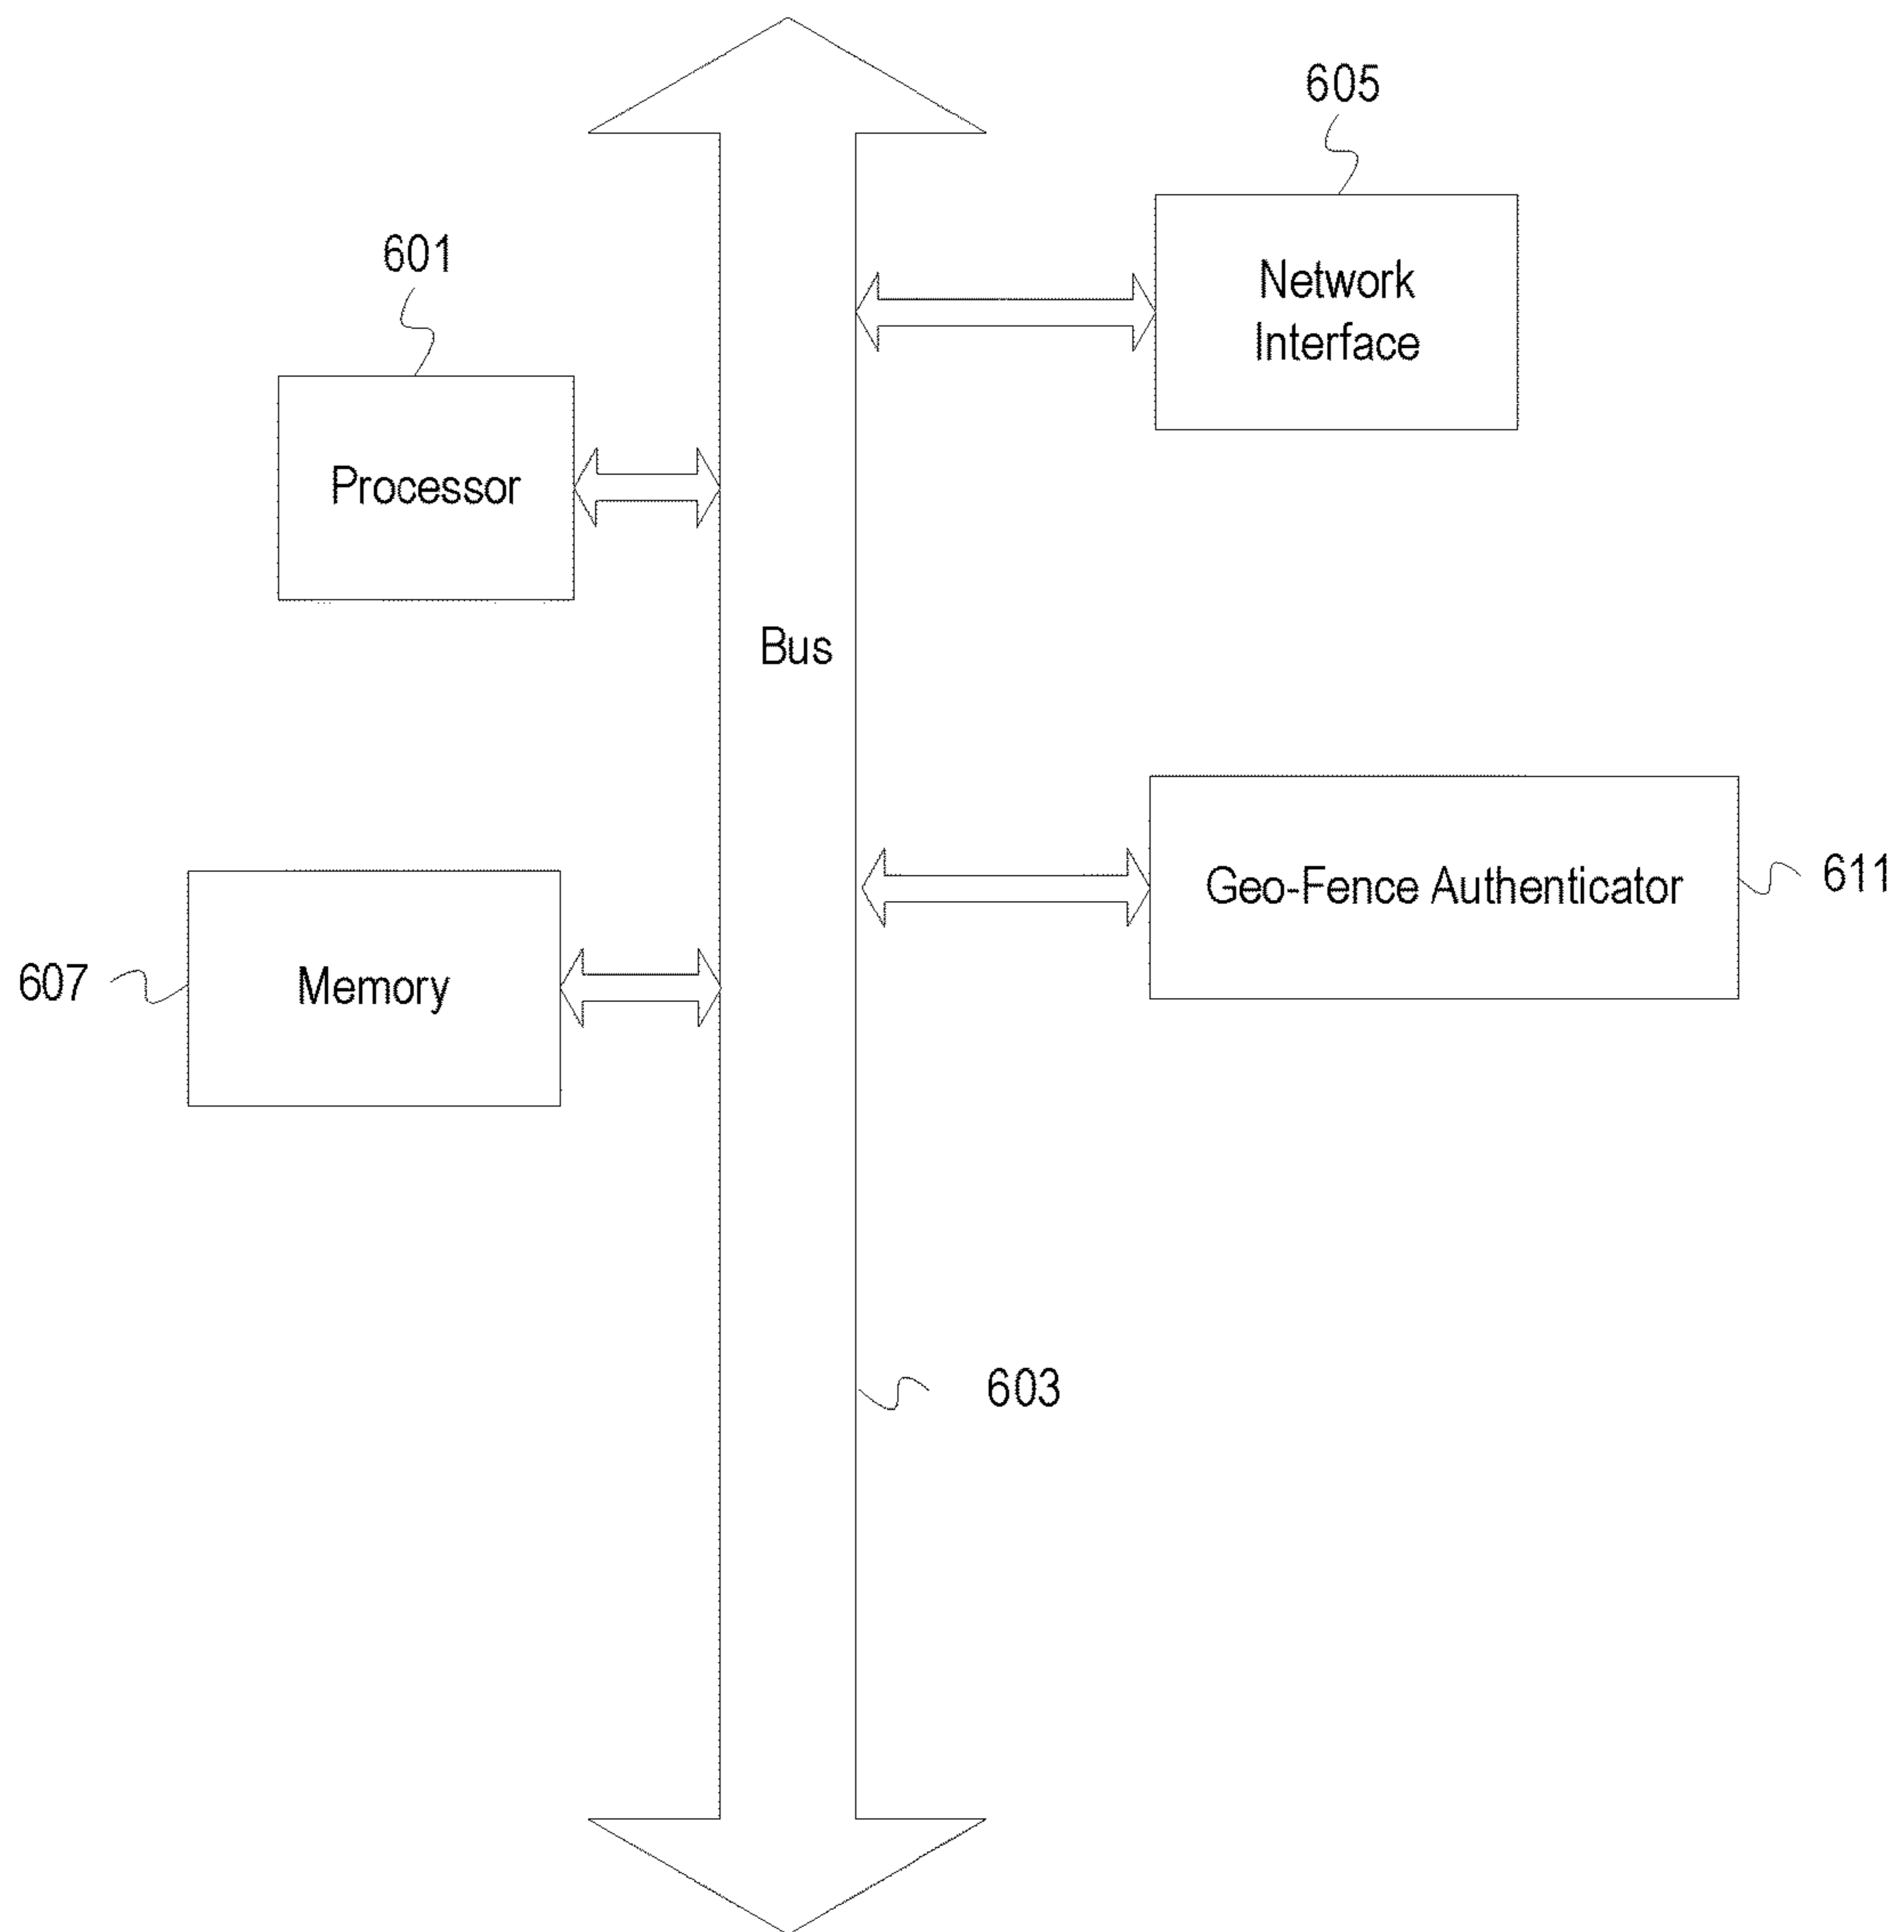 605
601
Network
Interface
Processor
Bus
Geo-Fence Authenticator
611
607
Memory
603